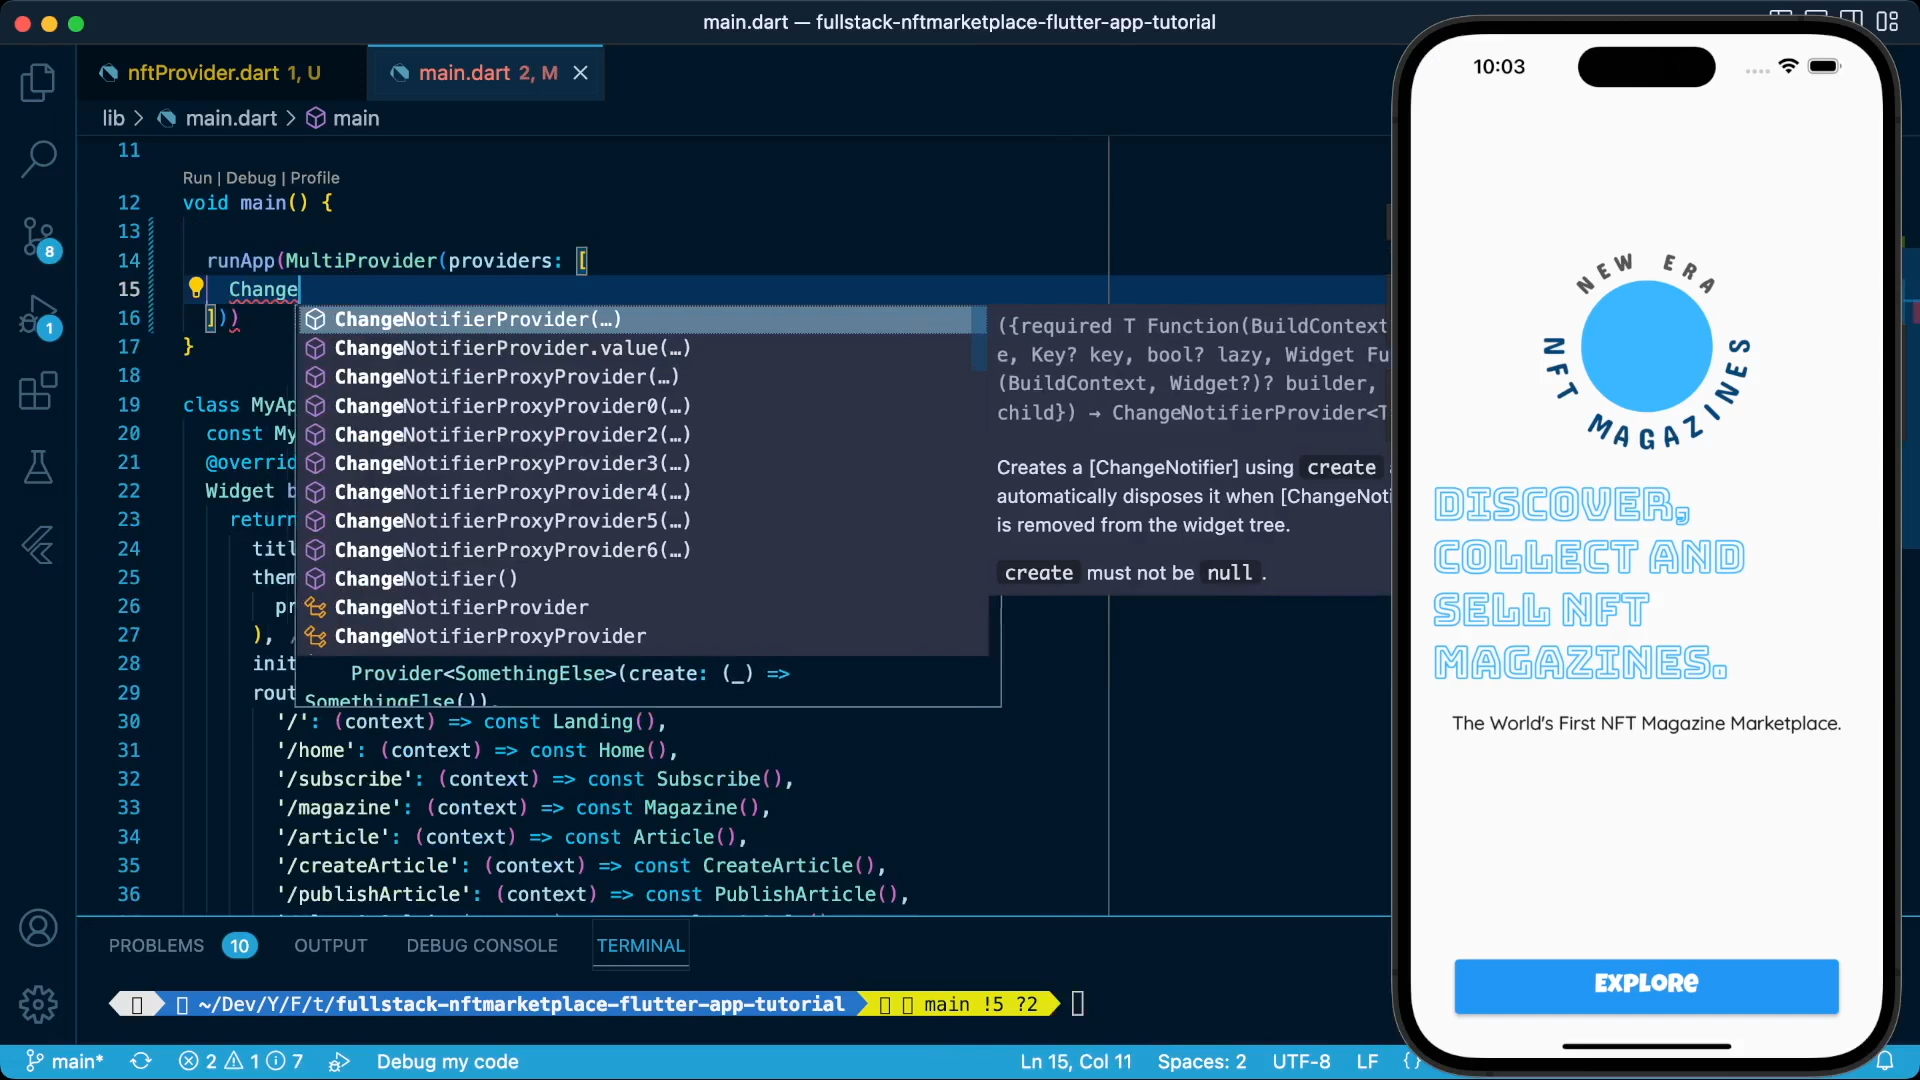 main.dart — fullstack-nftmarketplace-flutter-app-tutorial
nftProvider.dart 1, U
main.dart 2, M
lib > main.dart > main
11
Run | Debug | Profile
12 void main() {
13
14 runApp(MultiProvider(providers: [
15 Change
16 ]))
17 }
18
19 class MyAp
20 const My
21 @overrid
22 Widget b
23 return
24 titl
25 them
26 pr
27 ), /
28 init
29 rout
30 '/': (context) => const Landing(),
31 '/home': (context) => const Home(),
32 '/subscribe': (context) => const Subscribe(),
33 '/magazine': (context) => const Magazine(),
34 '/article': (context) => const Article(),
35 '/createArticle': (context) => const CreateArticle(),
36 '/publishArticle': (context) => const PublishArticle(),
ChangeNotifierProvider(…)
ChangeNotifierProvider.value(…)
ChangeNotifierProxyProvider(…)
ChangeNotifierProxyProvider0(…)
ChangeNotifierProxyProvider2(…)
ChangeNotifierProxyProvider3(…)
ChangeNotifierProxyProvider4(…)
ChangeNotifierProxyProvider5(…)
ChangeNotifierProxyProvider6(…)
ChangeNotifier()
ChangeNotifierProvider
ChangeNotifierProxyProvider
Provider<SomethingElse>(create: (_) =>
SomethingElse()),
({required T Function(BuildContext
e, Key? key, bool? lazy, Widget Fu
(BuildContext, Widget?)? builder,
child}) → ChangeNotifierProvider<T
Creates a [ChangeNotifier] using create
automatically disposes it when [ChangeNoti
is removed from the widget tree.
create must not be null.
8
1
PROBLEMS 10 OUTPUT DEBUG CONSOLE TERMINAL
~/Dev/Y/F/t/fullstack-nftmarketplace-flutter-app-tutorial main !5 ?2
main* 2 1 7 Debug my code Ln 15, Col 11 Spaces: 2 UTF-8 LF {
10:03
NEW ERA
NFT MAGAZINES
DISCOVER,
COLLECT AND
SELL NFT
MAGAZINES.
The World's First NFT Magazine Marketplace.
EXPLORE